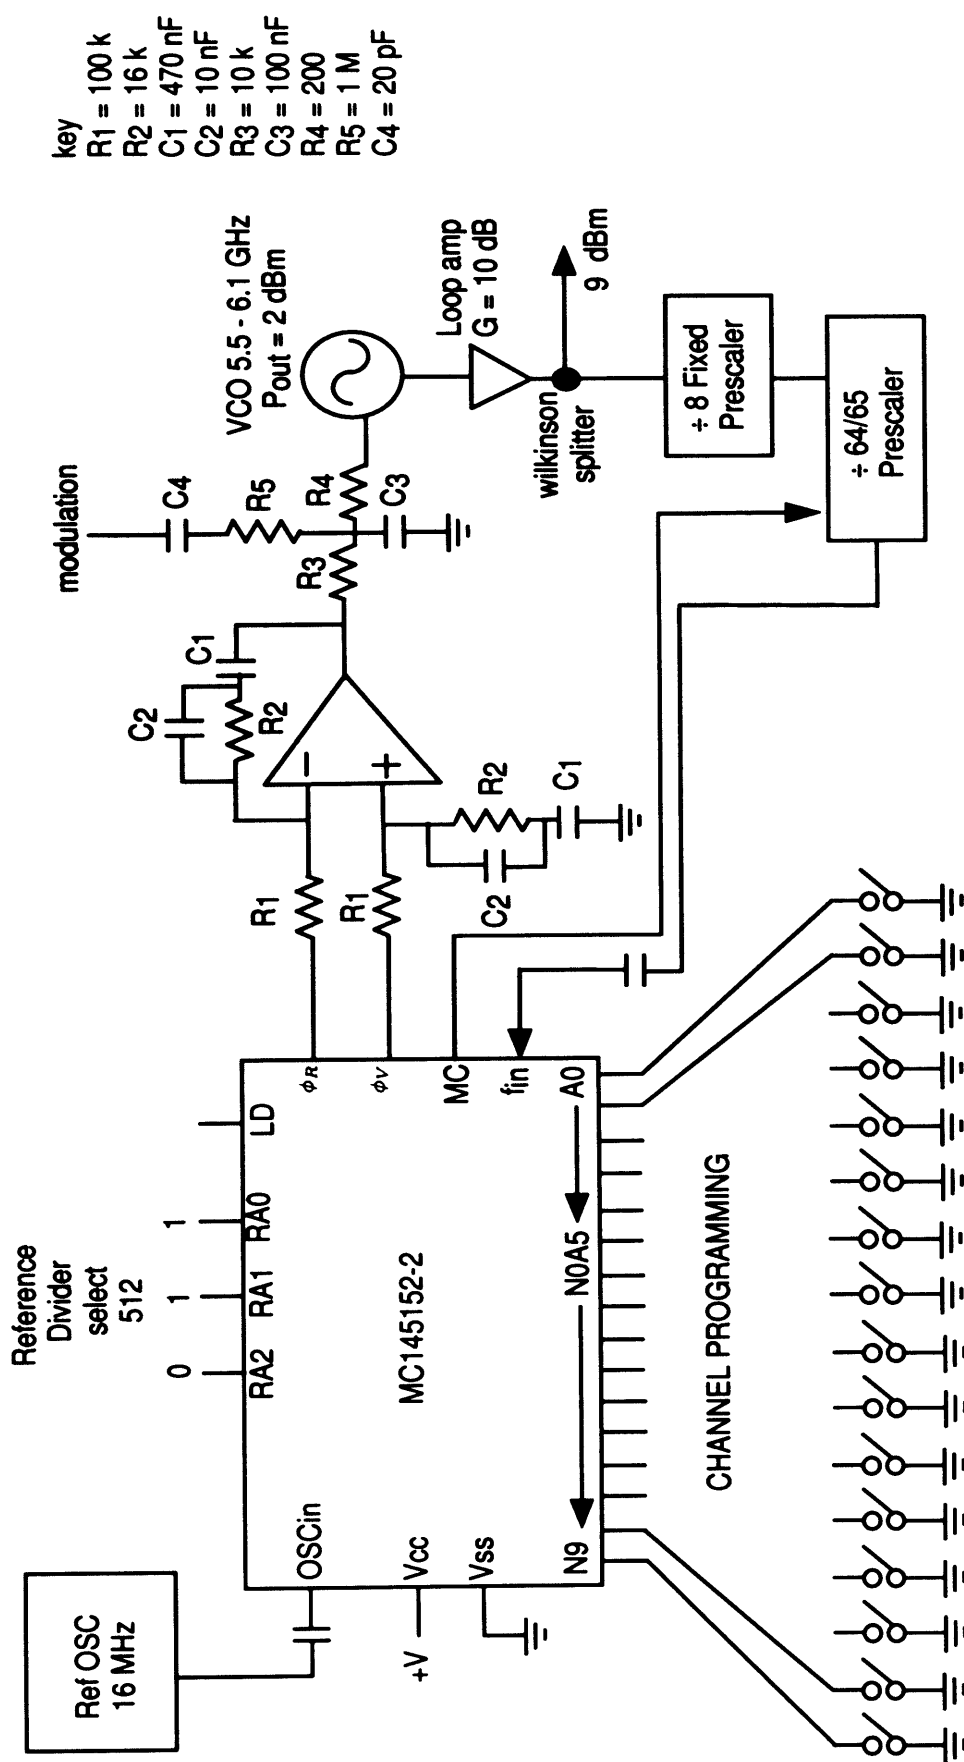 key
R1 = 100 k
R2 = 16 k
C1 = 470 nF
C2 = 10 nF
R3 = 10 k
C3 = 100 nF
R4 = 200
R5 = 1 M
C4 = 20 pF
Reference
Divider
select
512
Ref OSC
16 MHz
0
1
1
RA2
RA1
RA0
LD
OSCin
+V
Vcc
Vss
MC145152-2
ϕR
ϕV
MC
fin
N9
N0A5
A0
CHANNEL PROGRAMMING
R1
R1
C2
R2
C1
C2
R2
C1
modulation
C4
R5
R3
R4
C3
VCO 5.5 - 6.1 GHz
Pout = 2 dBm
Loop amp
G = 10 dB
wilkinson
splitter
9 dBm
÷ 8 Fixed
Prescaler
÷ 64/65
Prescaler